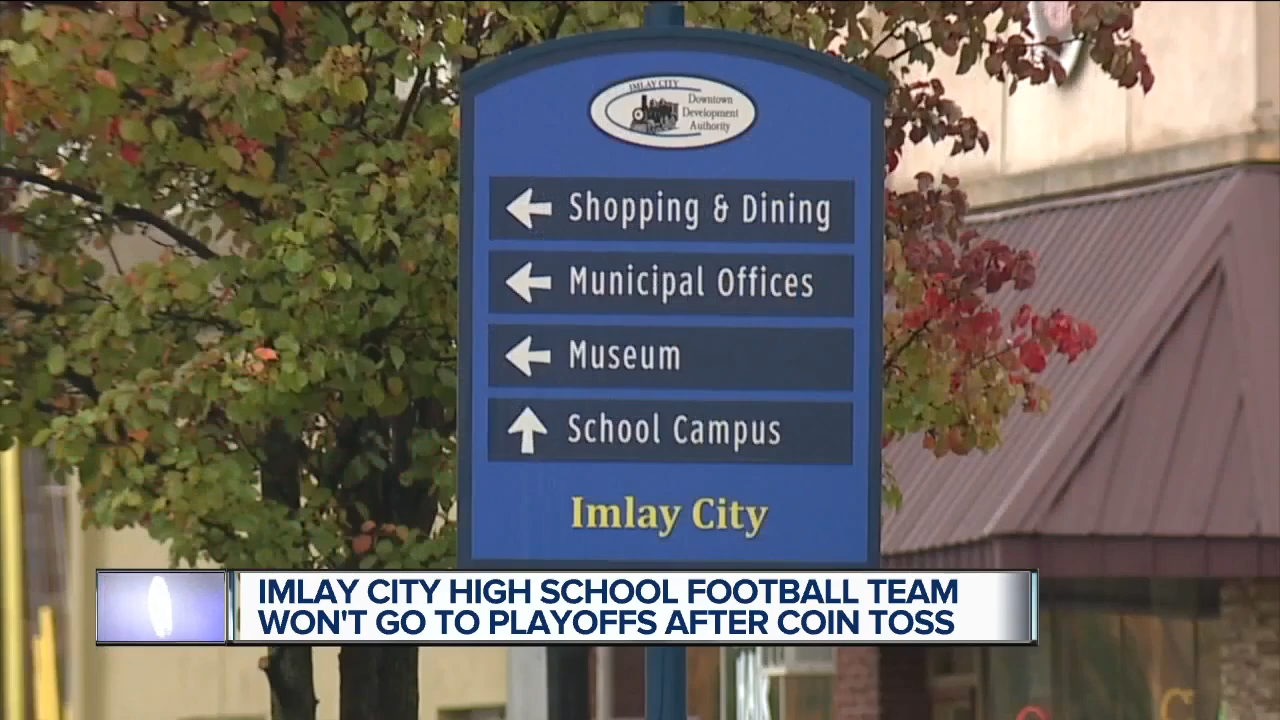 IMLAY CITY
Downtown
Development
Authority
Shopping & Dining
Municipal Offices
Museum
School Campus
Imlay City
IMLAY CITY HIGH SCHOOL FOOTBALL TEAM
WON'T GO TO PLAYOFFS AFTER COIN TOSS